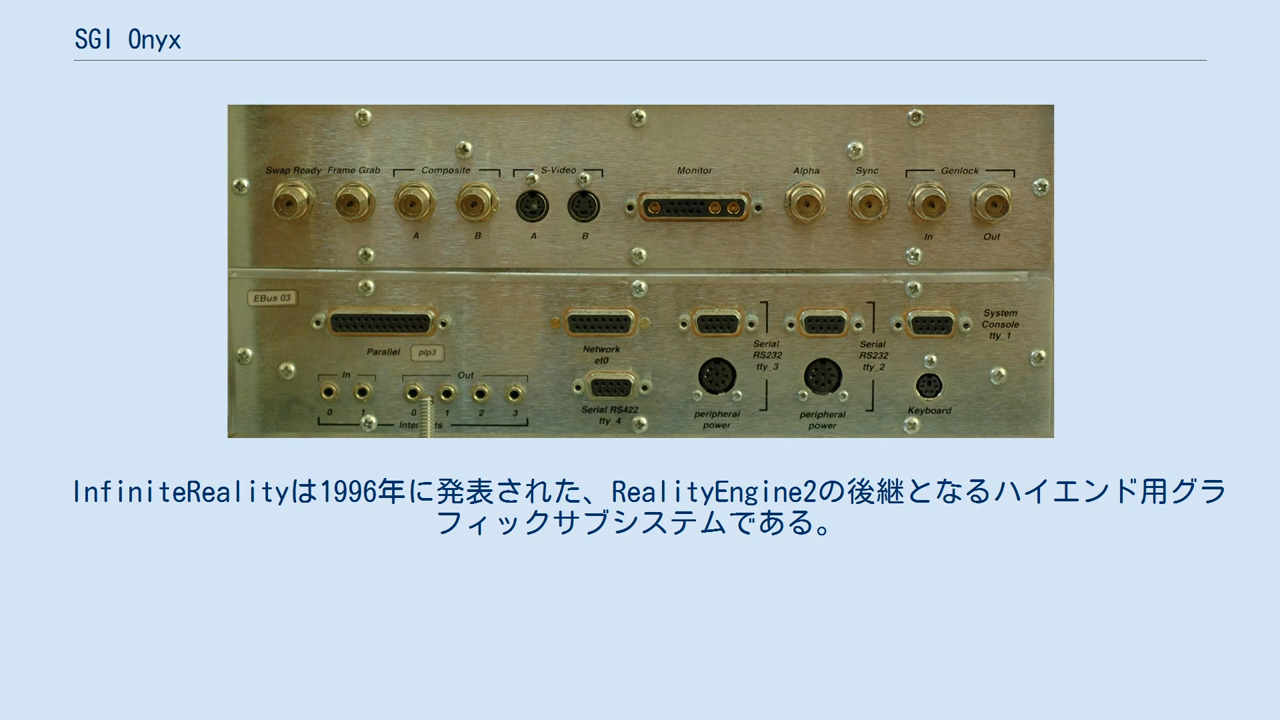 SGI Onyx
Swap Ready Frame Grab Composite S-Video Monitor Alpha Sync Genlock
A B A B In Out
EBus 03
Parallel plp3
Network
et0
Serial
RS232
tty_3
Serial
RS232
tty_2
System
Console
tty_1
In Out
0 1 0 1 2 3
Serial RS422
tty_4
peripheral
power
peripheral
power
Keyboard
InfiniteRealityは1996年に発表された、RealityEngine2の後継となるハイエンド用グラ
フィックサブシステムである。